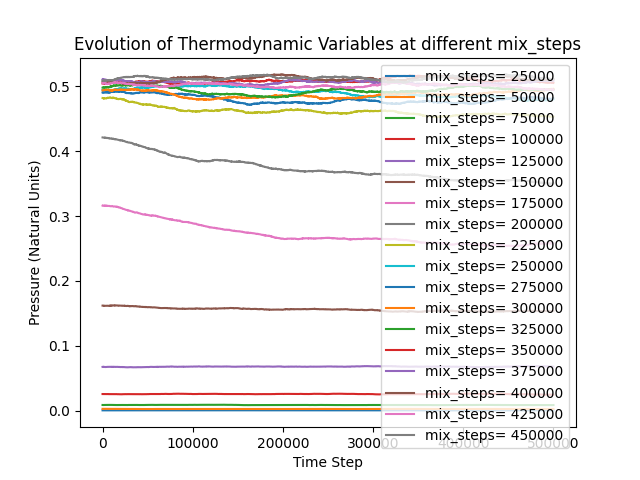 Evolution of Thermodynamic Variables at different mix_steps
Pressure (Natural Units)
0.5
0.4
0.3
0.2
0.1
0.0
mix_steps= 25000
mix_steps= 50000
mix_steps= 75000
mix_steps= 100000
mix_steps= 125000
mix_steps= 150000
mix_steps= 175000
mix_steps= 200000
mix_steps= 225000
mix_steps= 250000
mix_steps= 275000
mix_steps= 300000
mix_steps= 325000
mix_steps= 350000
mix_steps= 375000
mix_steps= 400000
mix_steps= 425000
mix_steps= 450000
0 100000 200000 300000 400000 500000
Time Step